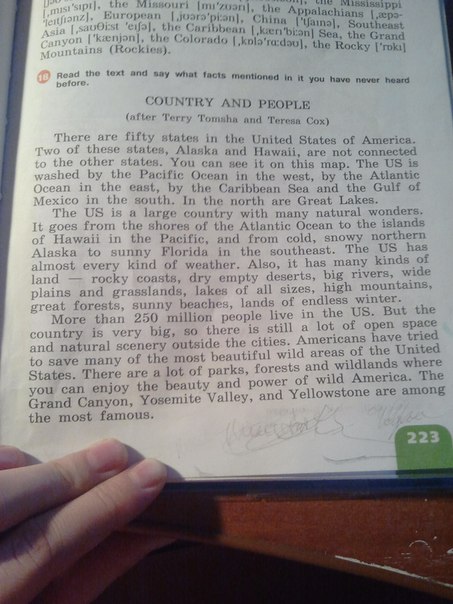 [ˌmɪsɪ'sɪpɪ], the Missouri [mɪ'zʊərɪ], the Appalachians
European [ˌjʊərə'piːən], China ['tʃaɪnə], Southeast
Asia [ˌsaʊθiːst 'eɪʃə], the Caribbean [ˌkærɪ'biːən] Sea, the Grand
Canyon ['kænjən], the Colorado [ˌkɒlə'rɑːdəʊ], the Rocky ['rɒkɪ]
Mountains (Rockies).
18 Read the text and say what facts mentioned in it you have never heard
before.
COUNTRY AND PEOPLE
(after Terry Tomsha and Teresa Cox)
There are fifty states in the United States of America.
Two of these states, Alaska and Hawaii, are not connected
to the other states. You can see it on this map. The US is
washed by the Pacific Ocean in the west, by the Atlantic
Ocean in the east, by the Caribbean Sea and the Gulf of
Mexico in the south. In the north are Great Lakes.
The US is a large country with many natural wonders.
It goes from the shores of the Atlantic Ocean to the islands
of Hawaii in the Pacific, and from cold, snowy northern
Alaska to sunny Florida in the southeast. The US has
almost every kind of weather. Also, it has many kinds of
land — rocky coasts, dry empty deserts, big rivers, wide
plains and grasslands, lakes of all sizes, high mountains,
great forests, sunny beaches, lands of endless winter.
More than 250 million people live in the US. But the
country is very big, so there is still a lot of open space
and natural scenery outside the cities. Americans have tried
to save many of the most beautiful wild areas of the United
States. There are a lot of parks, forests and wildlands where
you can enjoy the beauty and power of wild America. The
Grand Canyon, Yosemite Valley, and Yellowstone are among
the most famous.
223